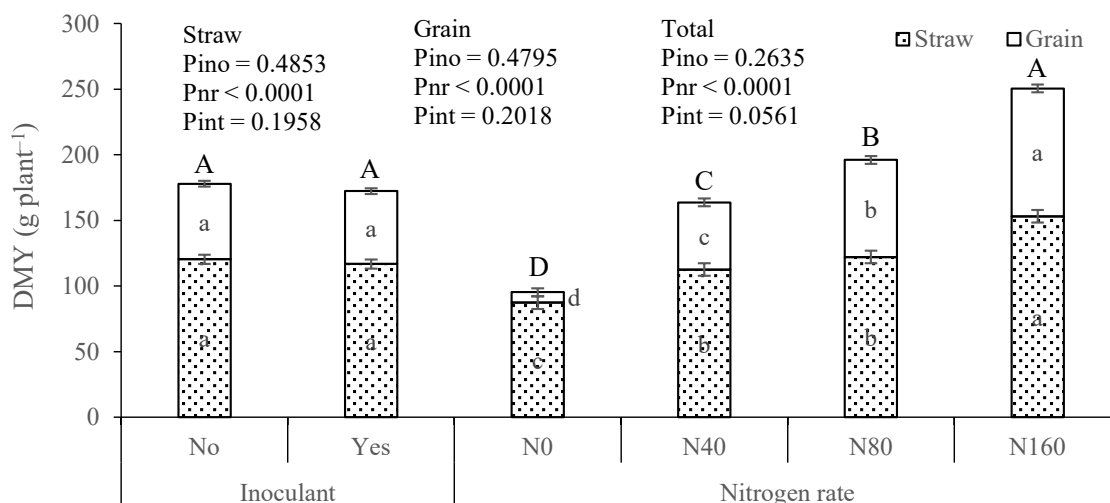 300
250
200
150
100
50
0
DMY (g plant⁻¹)
Straw
Pino = 0.4853
Pnr < 0.0001
Pint = 0.1958
Grain
Pino = 0.4795
Pnr < 0.0001
Pint = 0.2018
Total
Pino = 0.2635
Pnr < 0.0001
Pint = 0.0561
Straw Grain
A
a
a
A
a
a
D
d
c
C
c
b
B
b
b
A
a
a
No Yes N0 N40 N80 N160
Inoculant Nitrogen rate